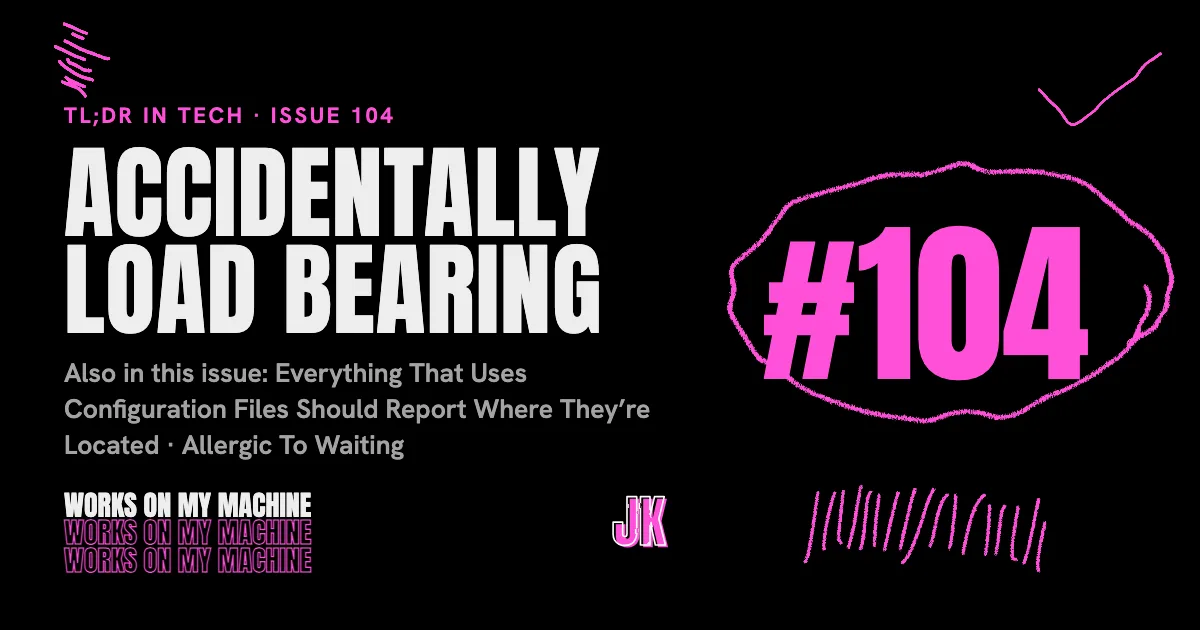 TL;DR IN TECH · ISSUE 104
ACCIDENTALLY
LOAD BEARING
Also in this issue: Everything That Uses
Configuration Files Should Report Where They’re
Located · Allergic To Waiting
#104
WORKS ON MY MACHINE
WORKS ON MY MACHINE
WORKS ON MY MACHINE
JK